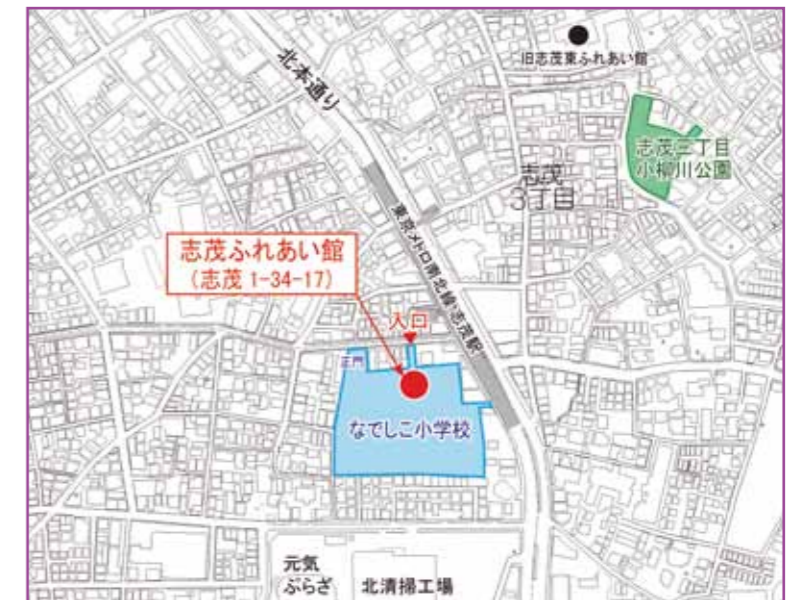 北本通り
旧志茂東ふれあい館
志茂三丁目
小柳川公園
志茂
3丁目
東京メトロ南北線・志茂駅
志茂ふれあい館
（志茂 1-34-17）
入口
正門
なでしこ小学校
元気
ぷらざ
北清掃工場